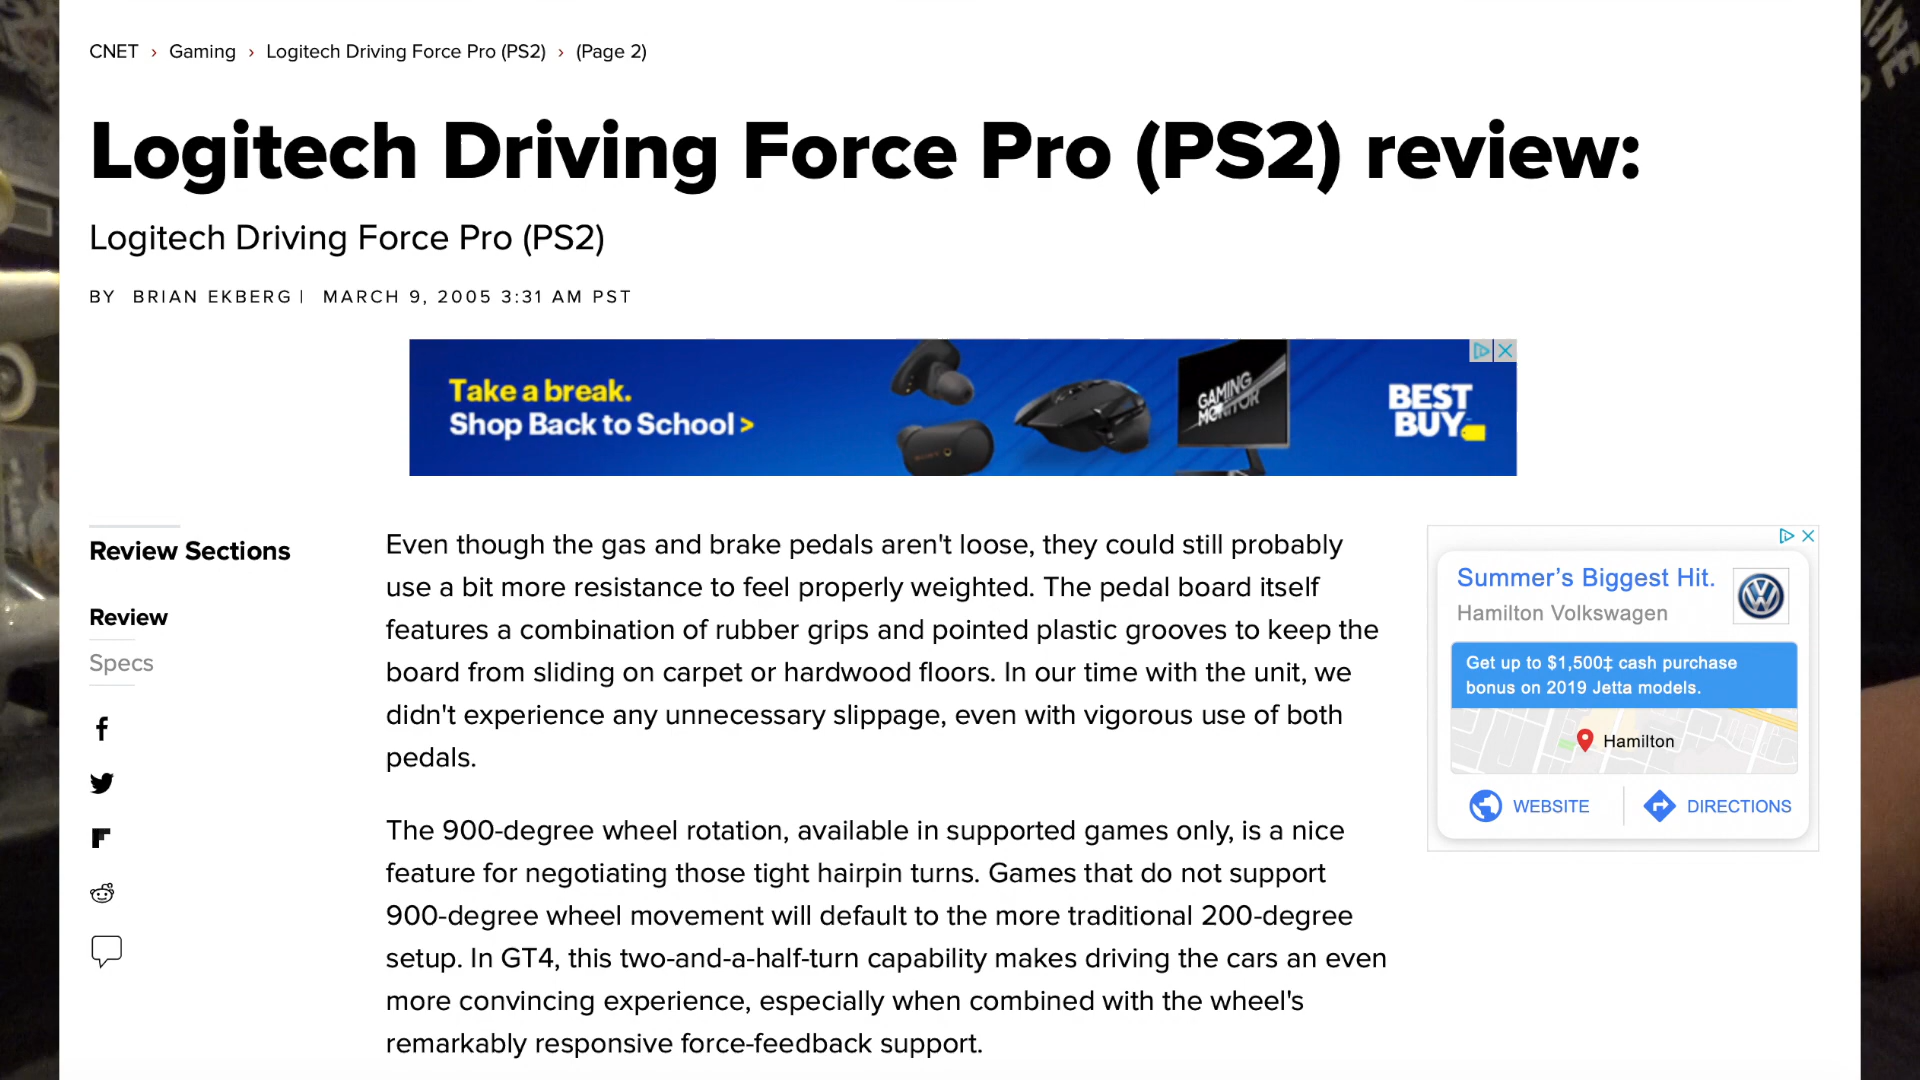 CNET › Gaming › Logitech Driving Force Pro (PS2) › (Page 2)
Logitech Driving Force Pro (PS2) review:
Logitech Driving Force Pro (PS2)
BY BRIAN EKBERG | MARCH 9, 2005 3:31 AM PST
Take a break.
Shop Back to School >
GAMING
MONITOR
BEST
BUY
Review Sections
Review
Specs
Even though the gas and brake pedals aren't loose, they could still probably
use a bit more resistance to feel properly weighted. The pedal board itself
features a combination of rubber grips and pointed plastic grooves to keep the
board from sliding on carpet or hardwood floors. In our time with the unit, we
didn't experience any unnecessary slippage, even with vigorous use of both
pedals.
The 900-degree wheel rotation, available in supported games only, is a nice
feature for negotiating those tight hairpin turns. Games that do not support
900-degree wheel movement will default to the more traditional 200-degree
setup. In GT4, this two-and-a-half-turn capability makes driving the cars an even
more convincing experience, especially when combined with the wheel's
remarkably responsive force-feedback support.
Summer's Biggest Hit.
Hamilton Volkswagen
Get up to $1,500‡ cash purchase
bonus on 2019 Jetta models.
Hamilton
WEBSITE
DIRECTIONS